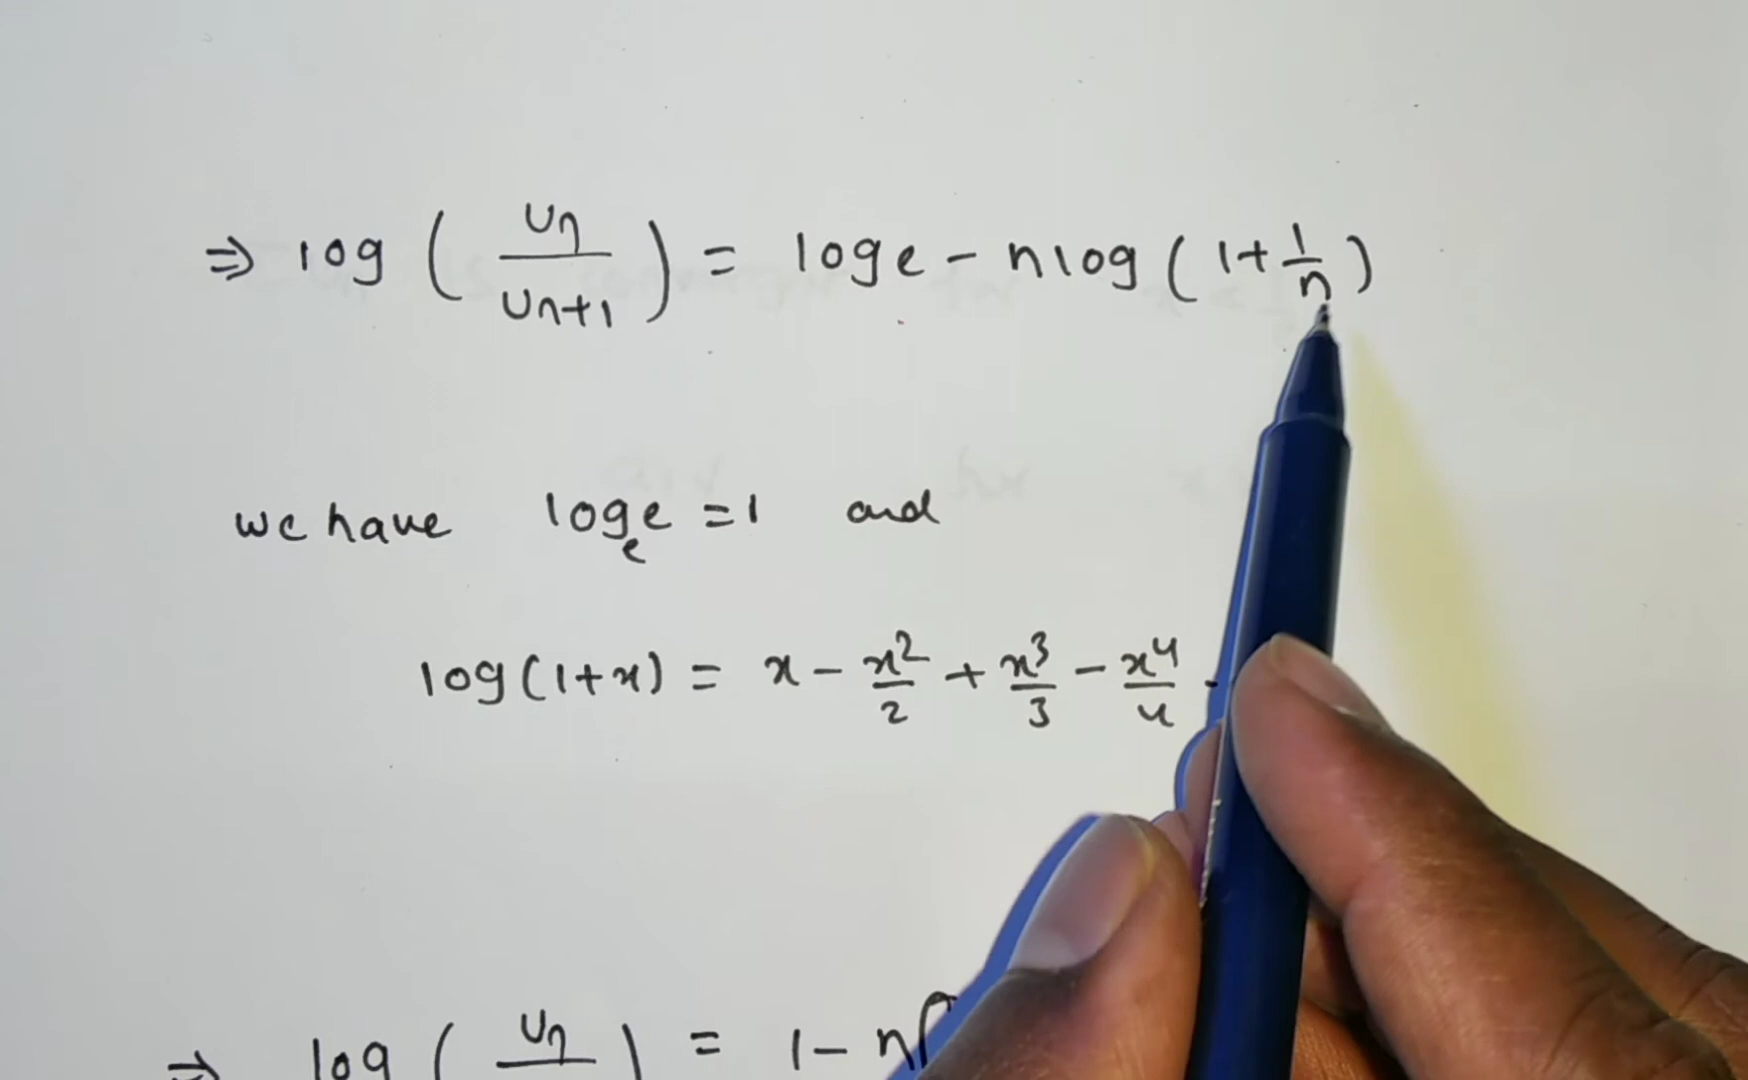 ⇒ log ( un / un+1 ) = log e - n log ( 1 + 1/n )
we have logₑe = 1 and
log(1+x) = x - x²/2 + x³/3 - x⁴/4 -
⇒ log ( un ) = 1 - n[